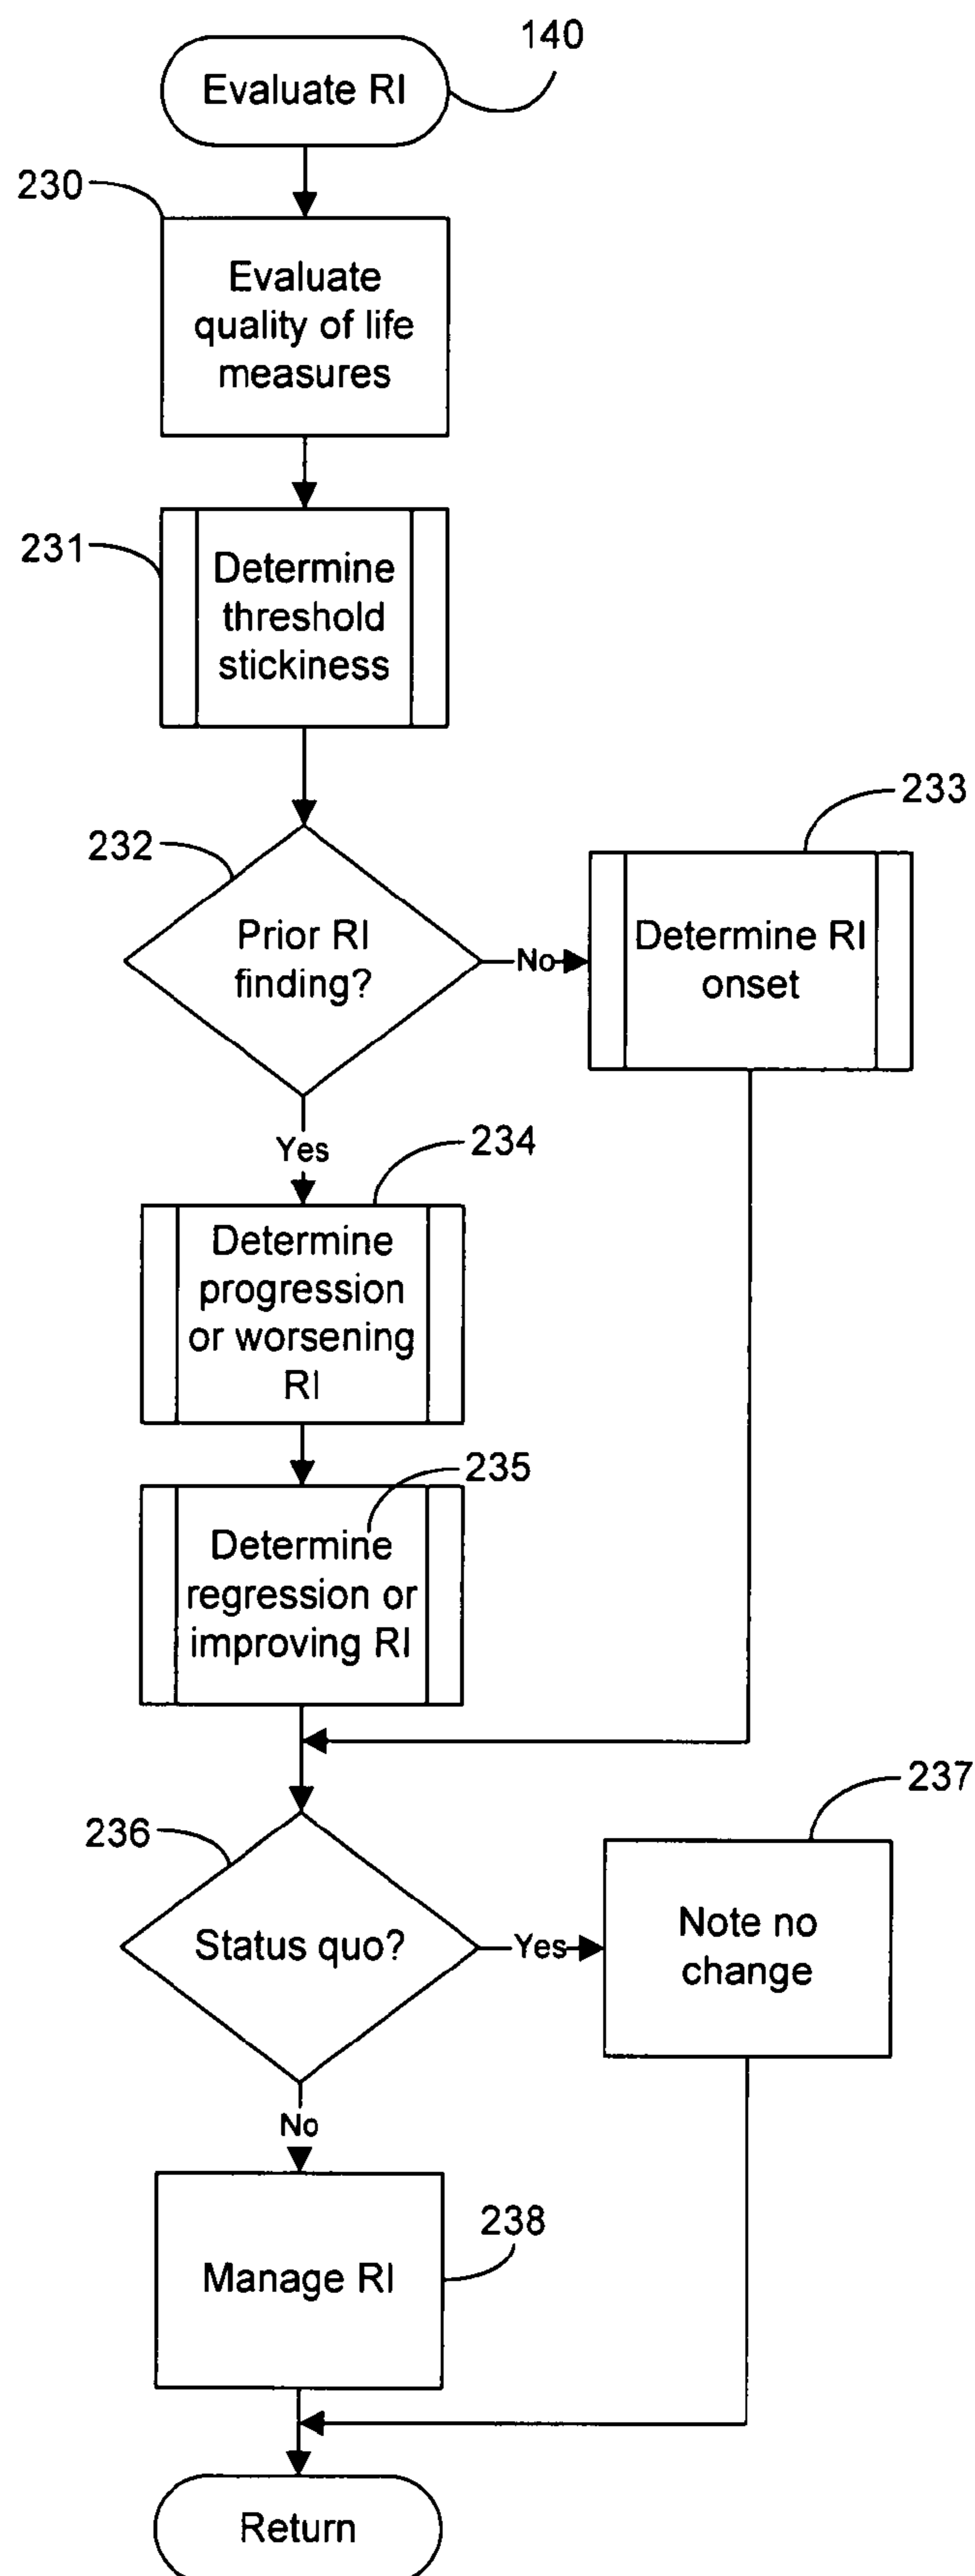 140
Evaluate RI
230
Evaluate
quality of life
measures
231
Determine
threshold
stickiness
233
232
Prior RI
finding?
No
Determine RI
onset
Yes
234
Determine
progression
or worsening
RI
235
Determine
regression or
improving RI
237
236
Status quo?
Yes
Note no
change
No
238
Manage RI
Return